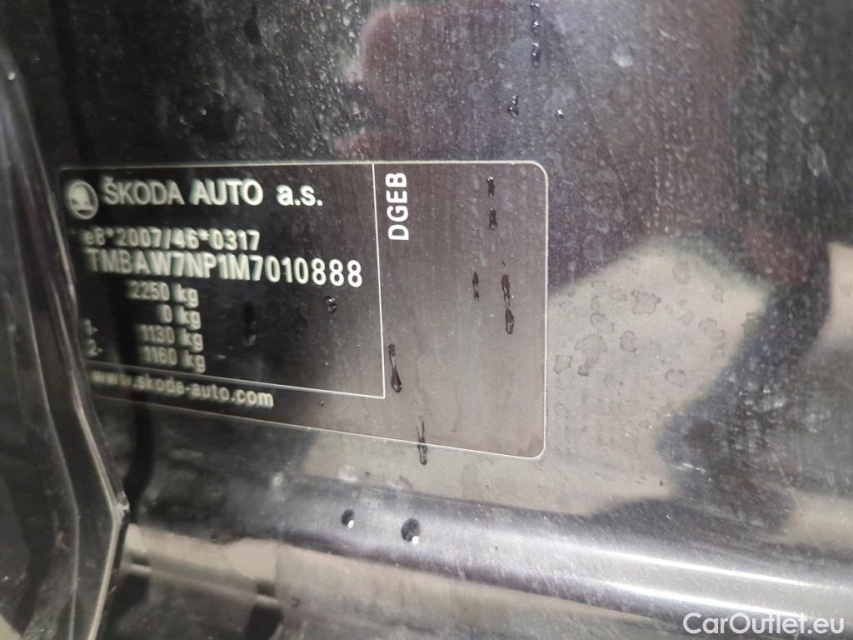 ŠKODA AUTO a.s.
DGEB
e8*2007/46*0317
TMBAW7NP1M7010888
2250 kg
0 kg
1- 1130 kg
2- 1160 kg
www.skoda-auto.com
CarOutlet.eu